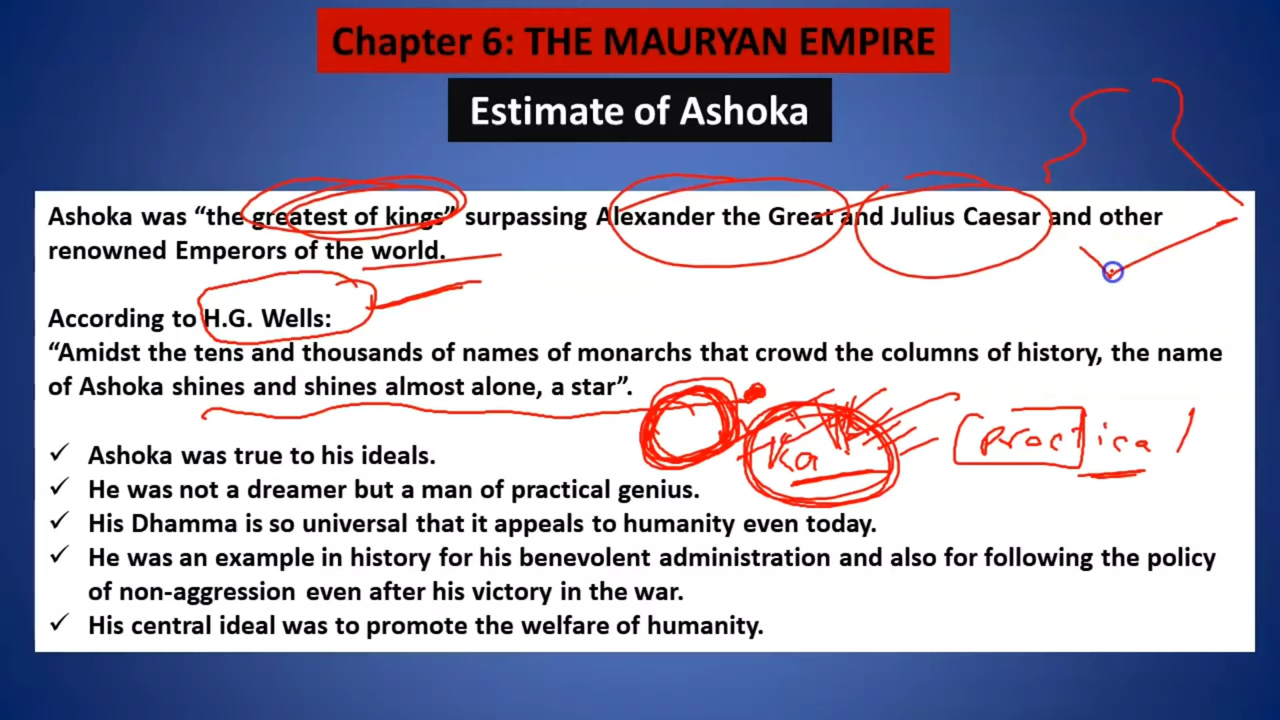 Chapter 6: THE MAURYAN EMPIRE
Estimate of Ashoka
Ashoka was “the greatest of kings” surpassing Alexander the Great and Julius Caesar and other
renowned Emperors of the world.
According to H.G. Wells:
“Amidst the tens and thousands of names of monarchs that crowd the columns of history, the name
of Ashoka shines and shines almost alone, a star”.
Ka
practical
✓ Ashoka was true to his ideals.
✓ He was not a dreamer but a man of practical genius.
✓ His Dhamma is so universal that it appeals to humanity even today.
✓ He was an example in history for his benevolent administration and also for following the policy
of non-aggression even after his victory in the war.
✓ His central ideal was to promote the welfare of humanity.